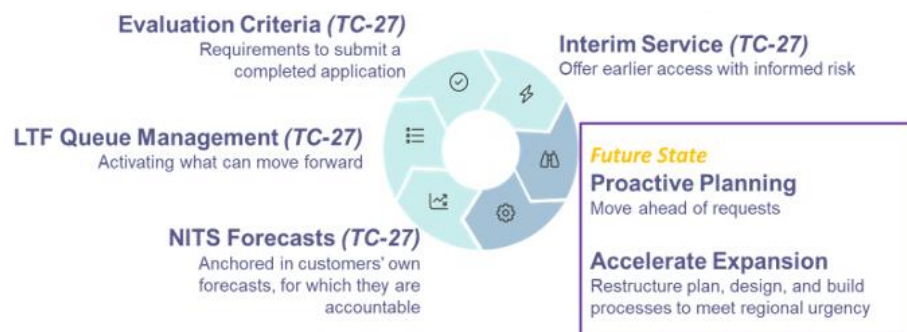 Evaluation Criteria (TC-27)
Requirements to submit a
completed application
Interim Service (TC-27)
Offer earlier access with informed risk
LTF Queue Management (TC-27)
Activating what can move forward
Future State
Proactive Planning
Move ahead of requests
NITS Forecasts (TC-27)
Anchored in customers' own
forecasts, for which they are
accountable
Accelerate Expansion
Restructure plan, design, and build
processes to meet regional urgency